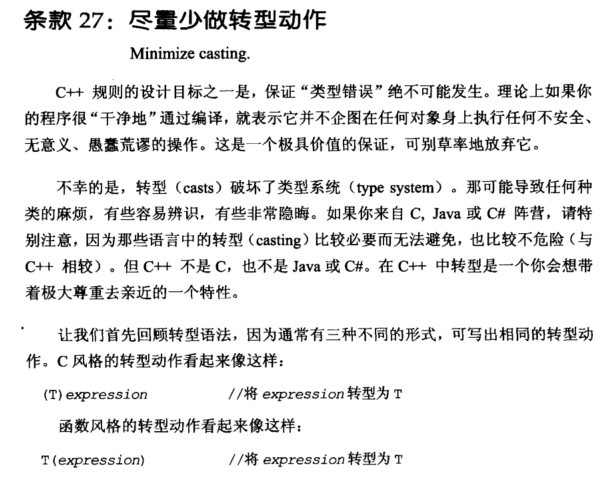 条款 27：尽量少做转型动作
Minimize casting.
C++ 规则的设计目标之一是，保证“类型错误”绝不可能发生。理论上如果你
的程序很“干净地”通过编译，就表示它并不企图在任何对象身上执行任何不安全、
无意义、愚蠢荒谬的操作。这是一个极具价值的保证，可别草率地放弃它。
不幸的是，转型（casts）破坏了类型系统（type system）。那可能导致任何种
类的麻烦，有些容易辨识，有些非常隐晦。如果你来自 C, Java 或 C# 阵营，请特
别注意，因为那些语言中的转型（casting）比较必要而无法避免，也比较不危险（与
C++ 相较）。但 C++ 不是 C，也不是 Java 或 C#。在 C++ 中转型是一个你会想带
着极大尊重去亲近的一个特性。
让我们首先回顾转型语法，因为通常有三种不同的形式，可写出相同的转型动
作。C 风格的转型动作看起来像这样：
(T)expression //将 expression 转型为 T
函数风格的转型动作看起来像这样：
T(expression) //将 expression 转型为 T